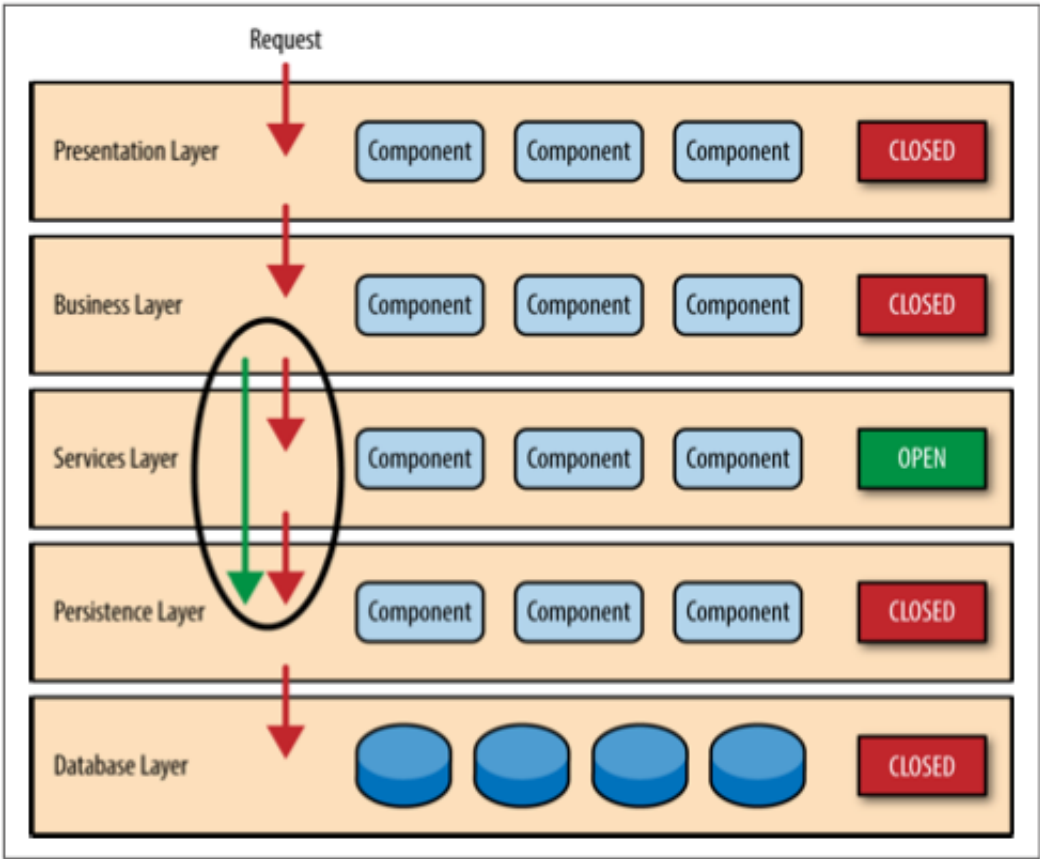 Request
Presentation Layer Component Component Component CLOSED
Business Layer Component Component Component CLOSED
Services Layer Component Component Component OPEN
Persistence Layer Component Component Component CLOSED
Database Layer CLOSED